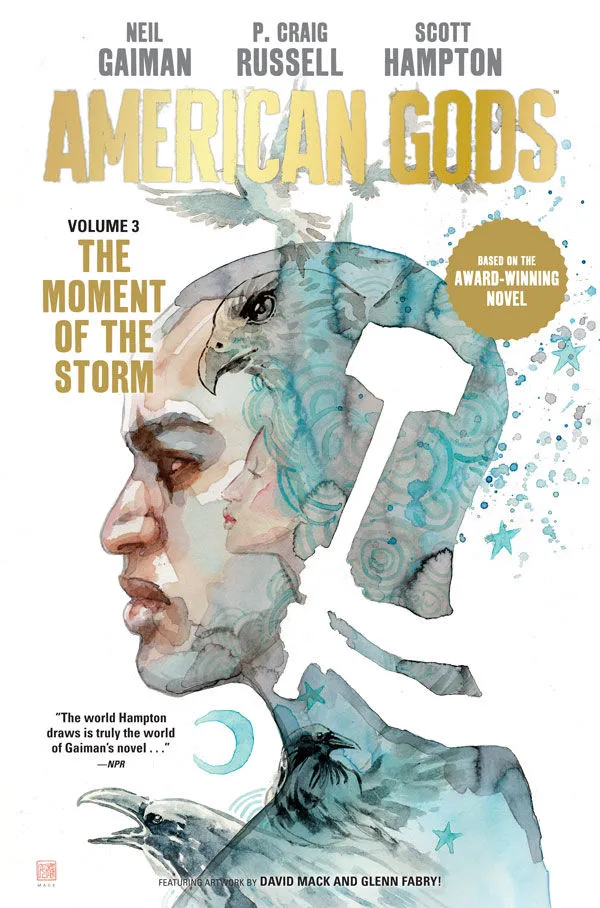 NEIL GAIMAN
P. CRAIG RUSSELL
SCOTT HAMPTON
AMERICAN GODS™
VOLUME 3
THE
MOMENT
OF THE
STORM
BASED ON THE
AWARD-WINNING
NOVEL
“The world Hampton
draws is truly the world
of Gaiman’s novel . . .”
—NPR
MACK
FEATURING ARTWORK BY DAVID MACK AND GLENN FABRY!